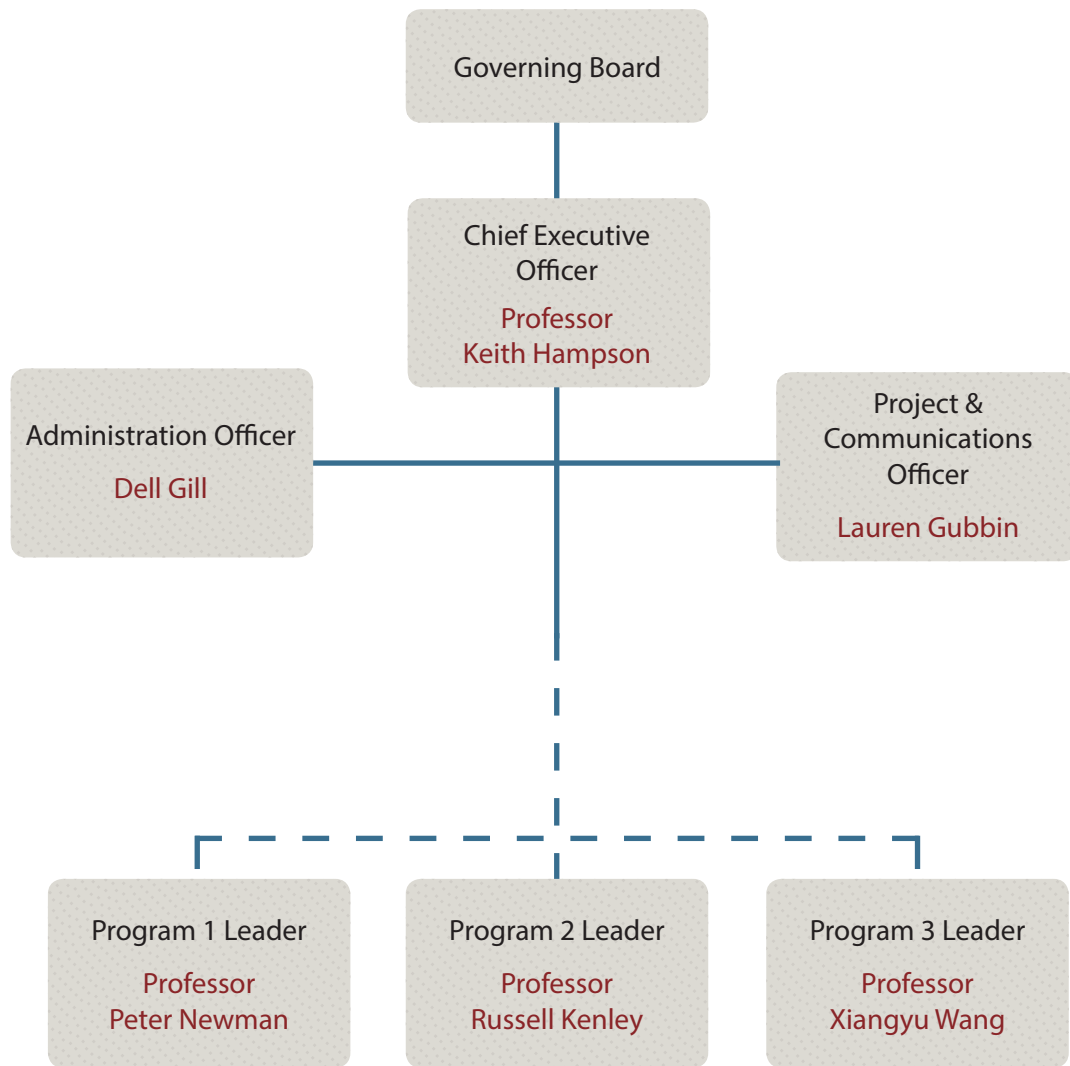 Governing Board
Chief Executive
Officer
Professor
Keith Hampson
Administration Officer
Dell Gill
Project &
Communications
Officer
Lauren Gubbin
Program 1 Leader
Professor
Peter Newman
Program 2 Leader
Professor
Russell Kenley
Program 3 Leader
Professor
Xiangyu Wang